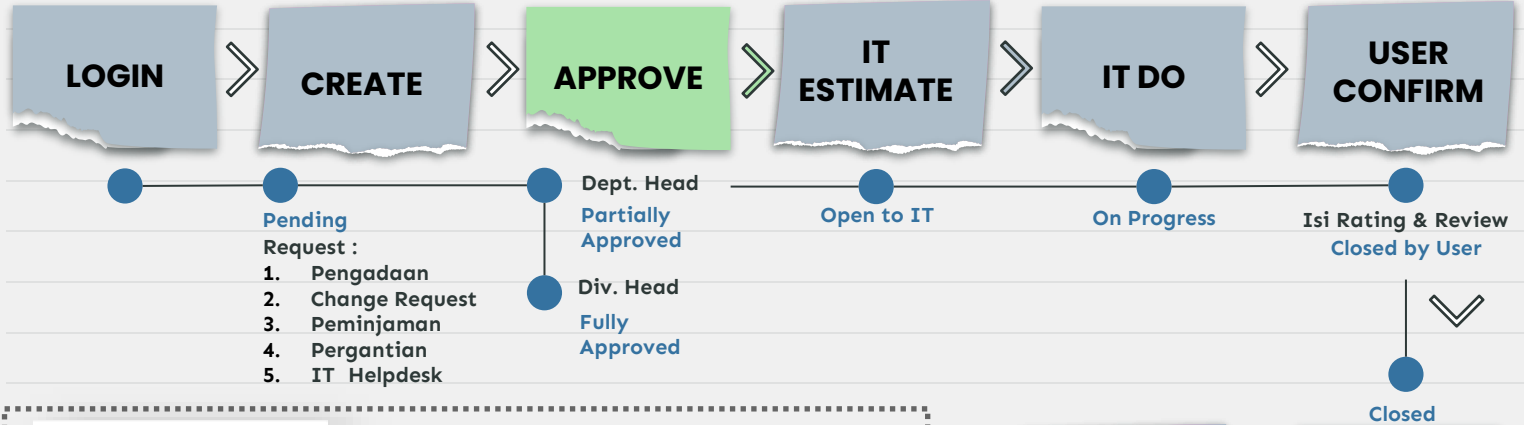 LOGIN
CREATE
APPROVE
IT
ESTIMATE
IT DO
USER
CONFIRM
Pending
Request :
1. Pengadaan
2. Change Request
3. Peminjaman
4. Pergantian
5. IT Helpdesk
Dept. Head
Partially
Approved
Div. Head
Fully
Approved
Open to IT
On Progress
Isi Rating & Review
Closed by User
Closed